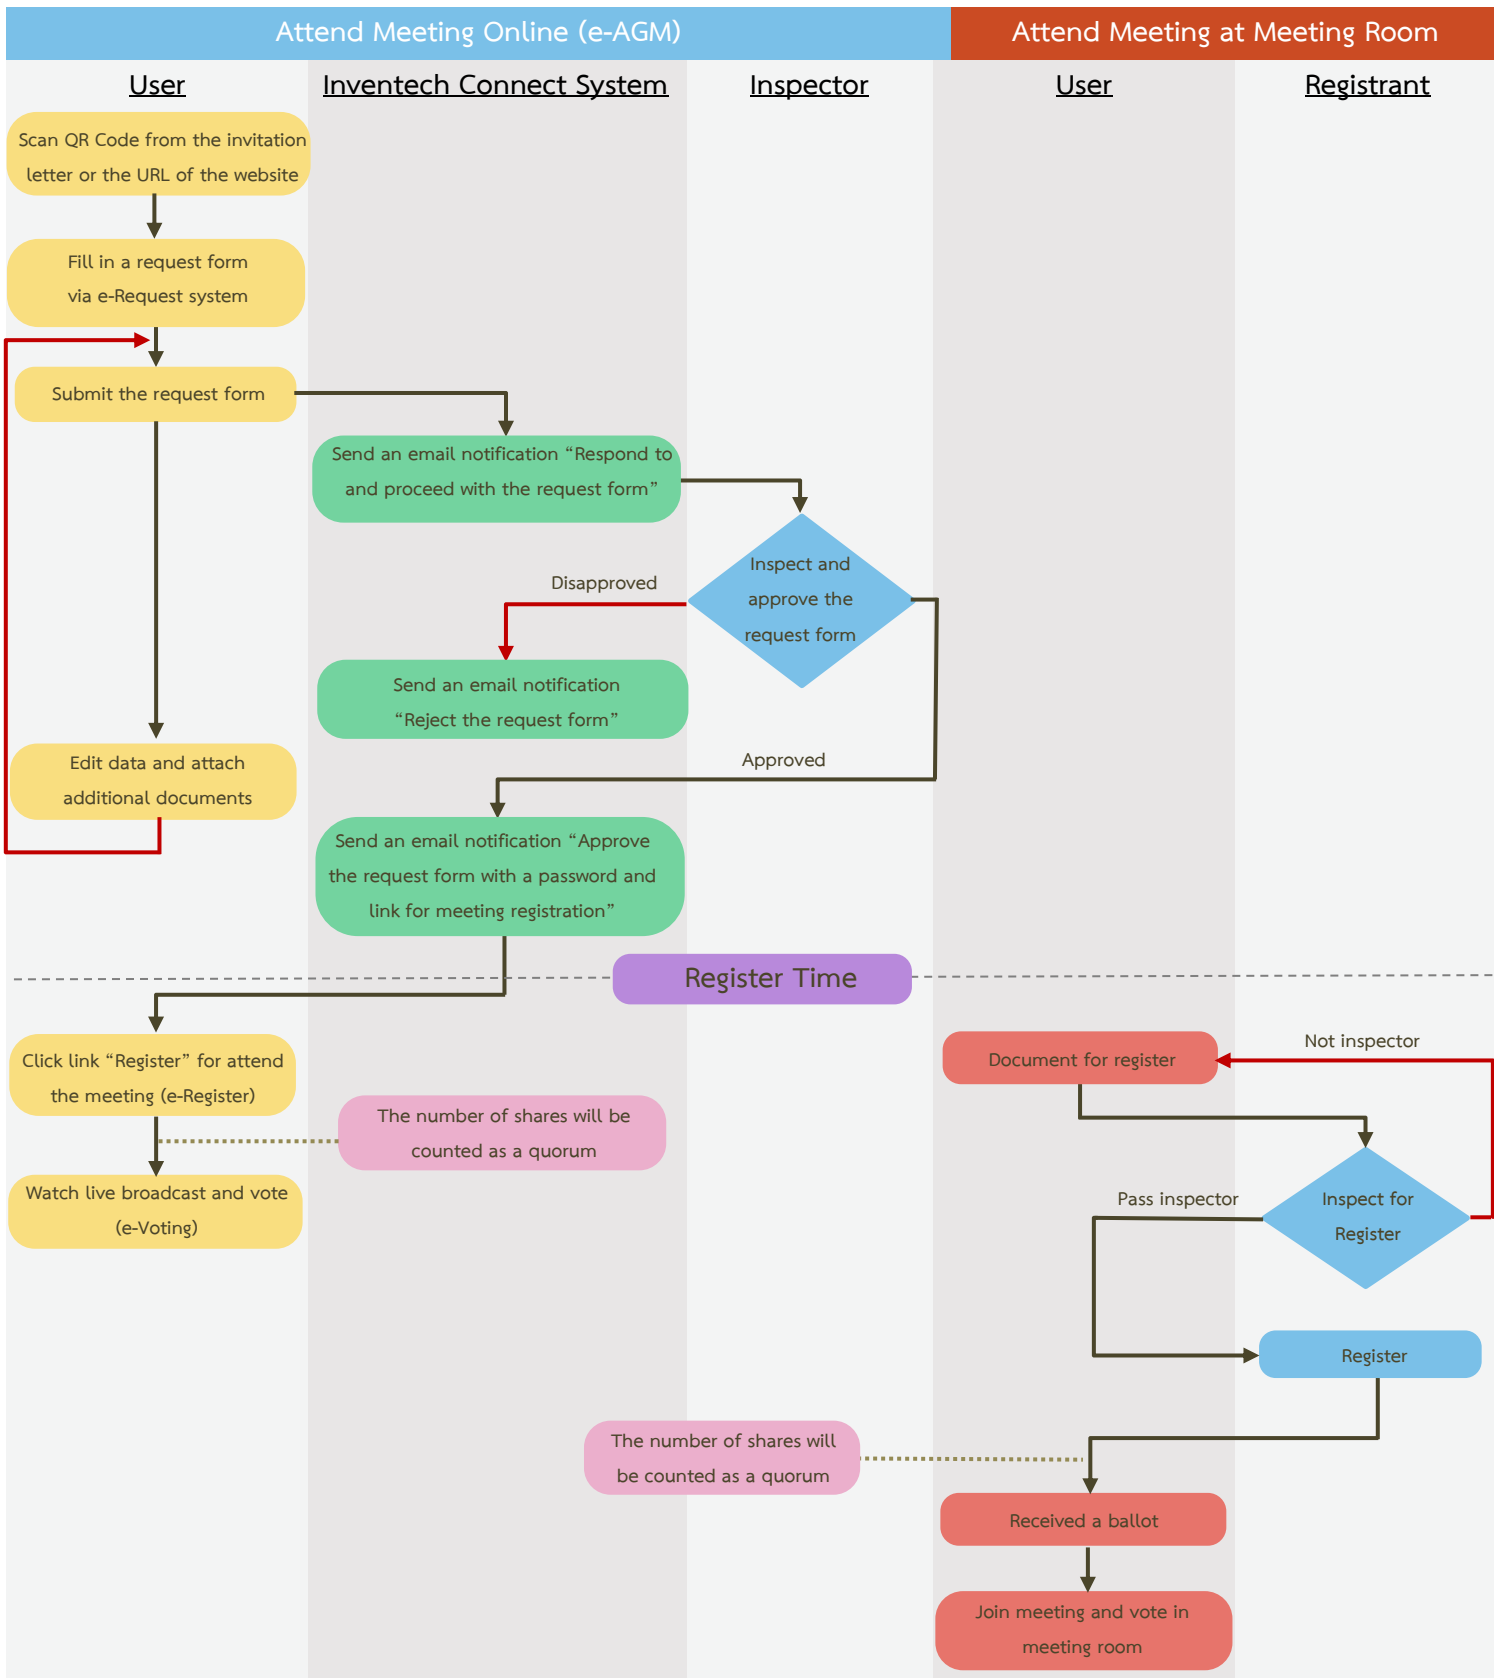 Attend Meeting Online (e-AGM)
Attend Meeting at Meeting Room
User
Inventech Connect System
Inspector
User
Registrant
Scan QR Code from the invitation
letter or the URL of the website
Fill in a request form
via e-Request system
Submit the request form
Send an email notification “Respond to
and proceed with the request form”
Inspect and
approve the
request form
Disapproved
Send an email notification
“Reject the request form”
Edit data and attach
additional documents
Approved
Send an email notification “Approve
the request form with a password and
link for meeting registration”
Register Time
Click link “Register” for attend
the meeting (e-Register)
The number of shares will be
counted as a quorum
Watch live broadcast and vote
(e-Voting)
Document for register
Not inspector
Pass inspector
Inspect for
Register
Register
The number of shares will
be counted as a quorum
Received a ballot
Join meeting and vote in
meeting room